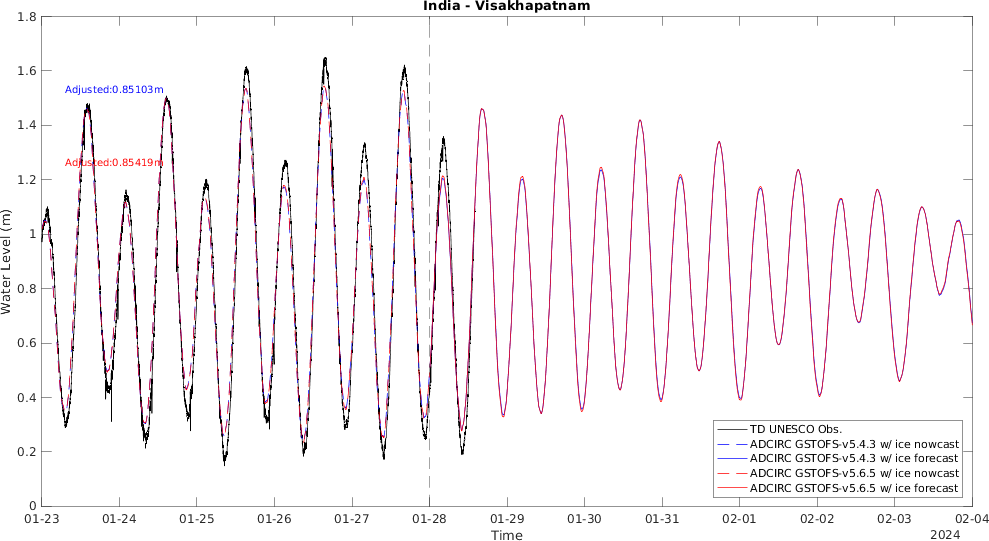 India - Visakhapatnam
1.8
1.6
1.4
1.2
1
0.8
0.6
0.4
0.2
0
Water Level (m)
Adjusted:0.85103m
Adjusted:0.85419m
TD UNESCO Obs.
ADCIRC GSTOFS-v5.4.3 w/ ice nowcast
ADCIRC GSTOFS-v5.4.3 w/ ice forecast
ADCIRC GSTOFS-v5.6.5 w/ ice nowcast
ADCIRC GSTOFS-v5.6.5 w/ ice forecast
01-23 01-24 01-25 01-26 01-27 01-28 01-29 01-30 01-31 02-01 02-02 02-03 02-04
Time
2024